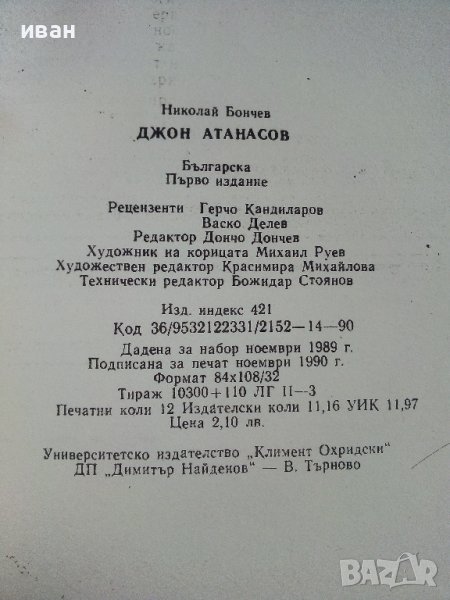 иван
Николай Бончев
ДЖОН АТАНАСОВ
Българска
Първо издание
Рецензенти Герчо Кандиларов
Васко Делев
Редактор Дончо Дончев
Художник на корицата Михаил Руев
Художествен редактор Красимира Михайлова
Технически редактор Божидар Стоянов
Изд. индекс 421
Код 36/9532122331/2152—14—90
Дадена за набор ноември 1989 г.
Подписана за печат ноември 1990 г.
Формат 84x108/32
Тираж 10300+110 ЛГ II—3
Печатни коли 12 Издателски коли 11,16 УИК 11,97
Цена 2,10 лв.
Университетско издателство „Климент Охридски"
ДП „Димитър Найденов" — В. Търново
BAZAR